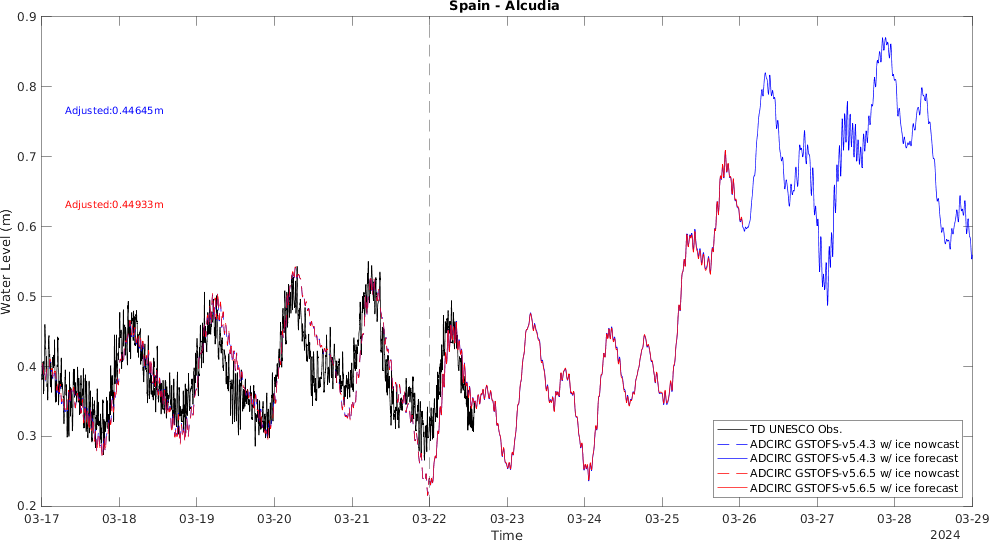 Spain - Alcudia
0.9
0.8
0.7
0.6
0.5
0.4
0.3
0.2
Water Level (m)
Adjusted:0.44645m
Adjusted:0.44933m
TD UNESCO Obs.
ADCIRC GSTOFS-v5.4.3 w/ ice nowcast
ADCIRC GSTOFS-v5.4.3 w/ ice forecast
ADCIRC GSTOFS-v5.6.5 w/ ice nowcast
ADCIRC GSTOFS-v5.6.5 w/ ice forecast
03-17 03-18 03-19 03-20 03-21 03-22 03-23 03-24 03-25 03-26 03-27 03-28 03-29
Time
2024